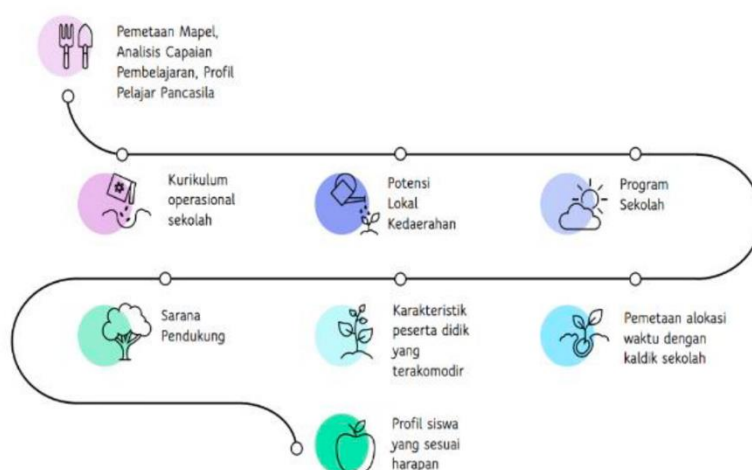 Pemetaan Mapel,
Analisis Capaian
Pembelajaran, Profil
Pelajar Pancasila
Kurikulum
operasional
sekolah
Potensi
Lokal
Kedaerahan
Program
Sekolah
Pemetaan alokasi
waktu dengan
kaldik sekolah
Karakteristik
peserta didik
yang
terakomodir
Sarana
Pendukung
Profil siswa
yang sesuai
harapan